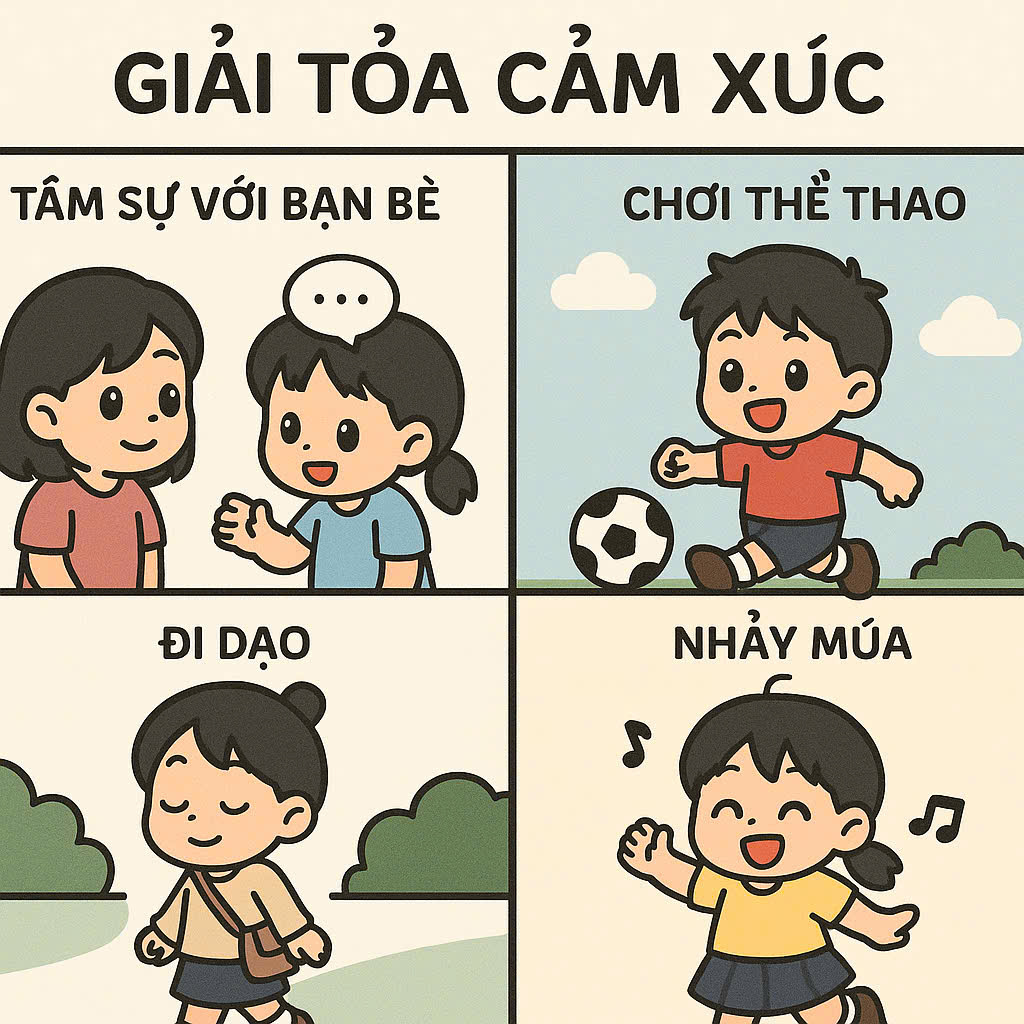 GIẢI TỎA CẢM XÚC
TÂM SỰ VỚI BẠN BÈ
CHƠI THỂ THAO
...
ĐI DẠO
NHẢY MÚA